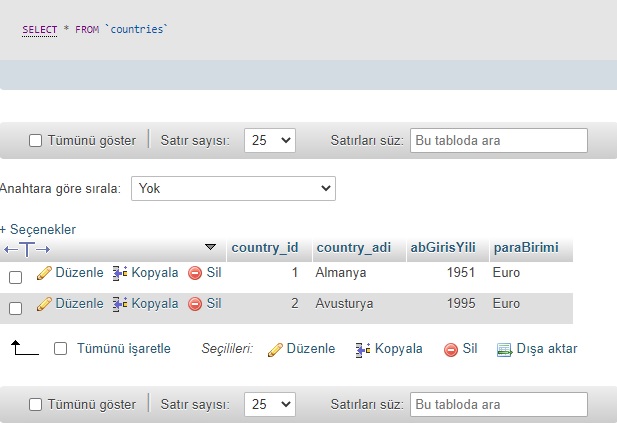 SELECT * FROM `countries`
Tümünü göster Satır sayısı: 25 Satırları süz: Bu tabloda ara
Anahtara göre sırala: Yok
+ Seçenekler
←T→ country_id country_adi abGirisYili paraBirimi
Düzenle Kopyala Sil 1 Almanya 1951 Euro
Düzenle Kopyala Sil 2 Avusturya 1995 Euro
Tümünü işaretle Seçilileri: Düzenle Kopyala Sil Dışa aktar
Tümünü göster Satır sayısı: 25 Satırları süz: Bu tabloda ara